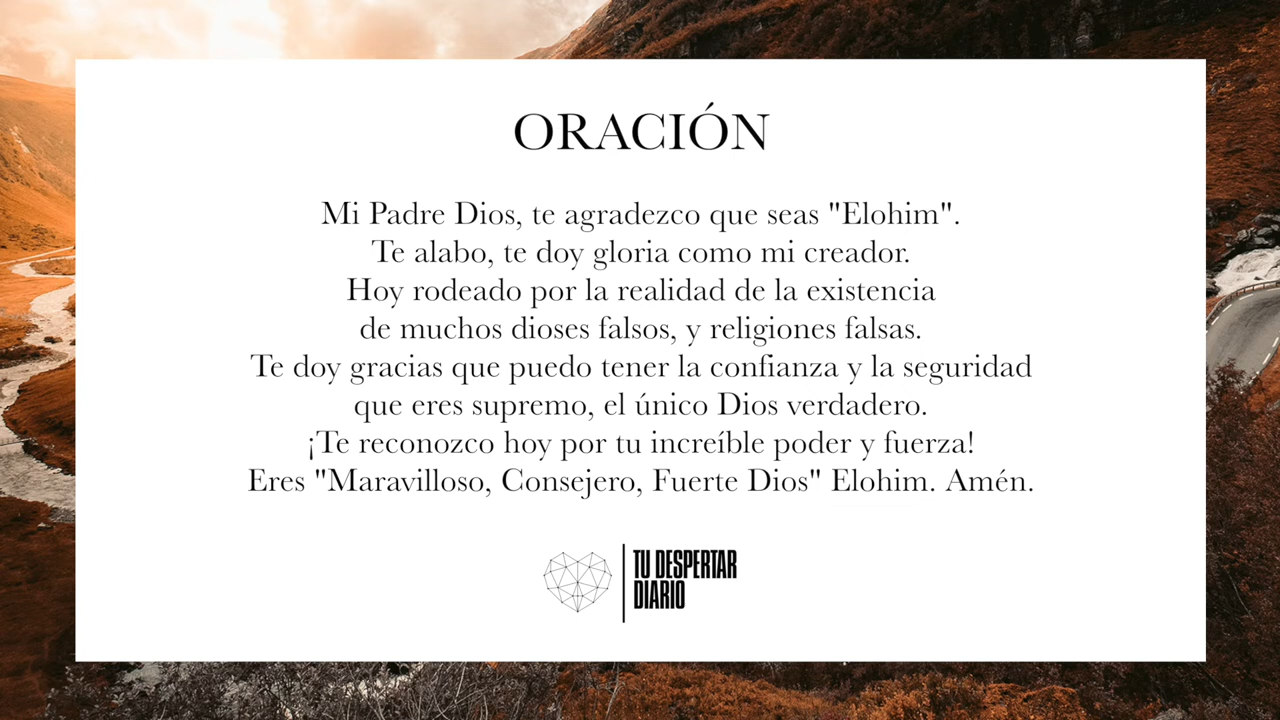 ORACIÓN
Mi Padre Dios, te agradezco que seas "Elohim".
Te alabo, te doy gloria como mi creador.
Hoy rodeado por la realidad de la existencia
de muchos dioses falsos, y religiones falsas.
Te doy gracias que puedo tener la confianza y la seguridad
que eres supremo, el único Dios verdadero.
¡Te reconozco hoy por tu increíble poder y fuerza!
Eres "Maravilloso, Consejero, Fuerte Dios" Elohim. Amén.
TU DESPERTAR
DIARIO